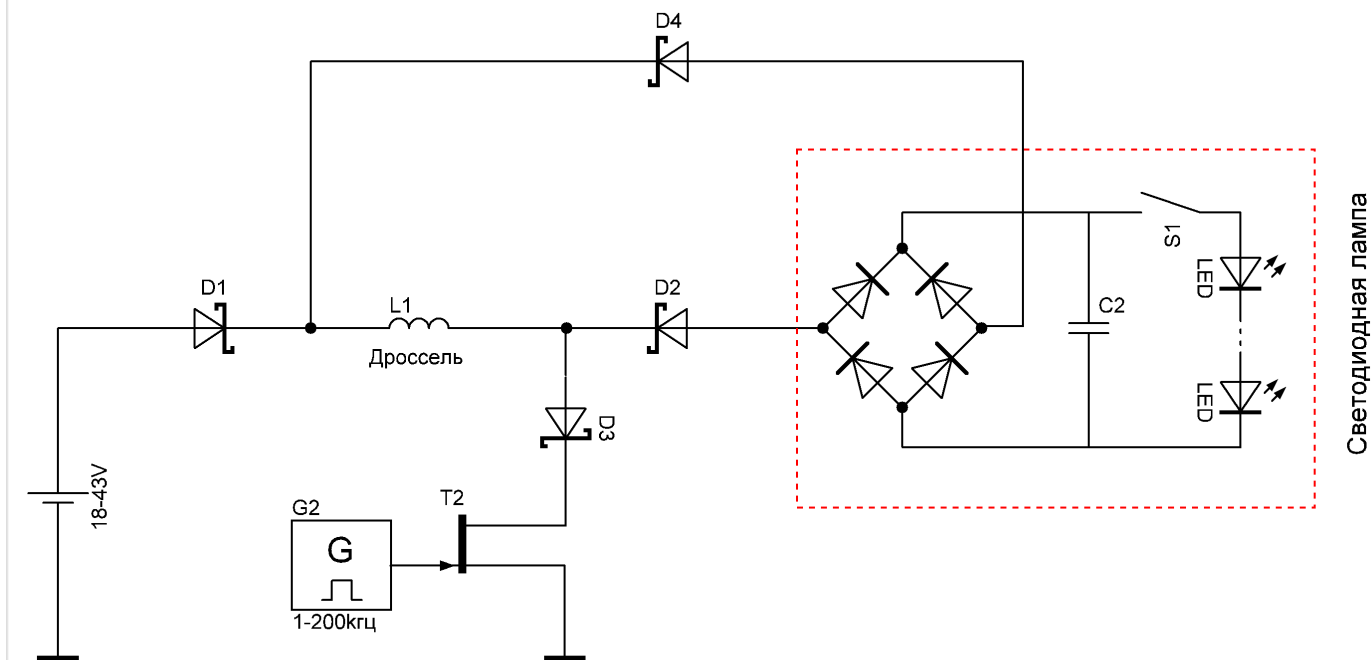 D4
D1
L1
Дроссель
D2
D3
18-43V
G2
G
1-200kгц
T2
C2
S1
LED
LED
Светодиодная лампа